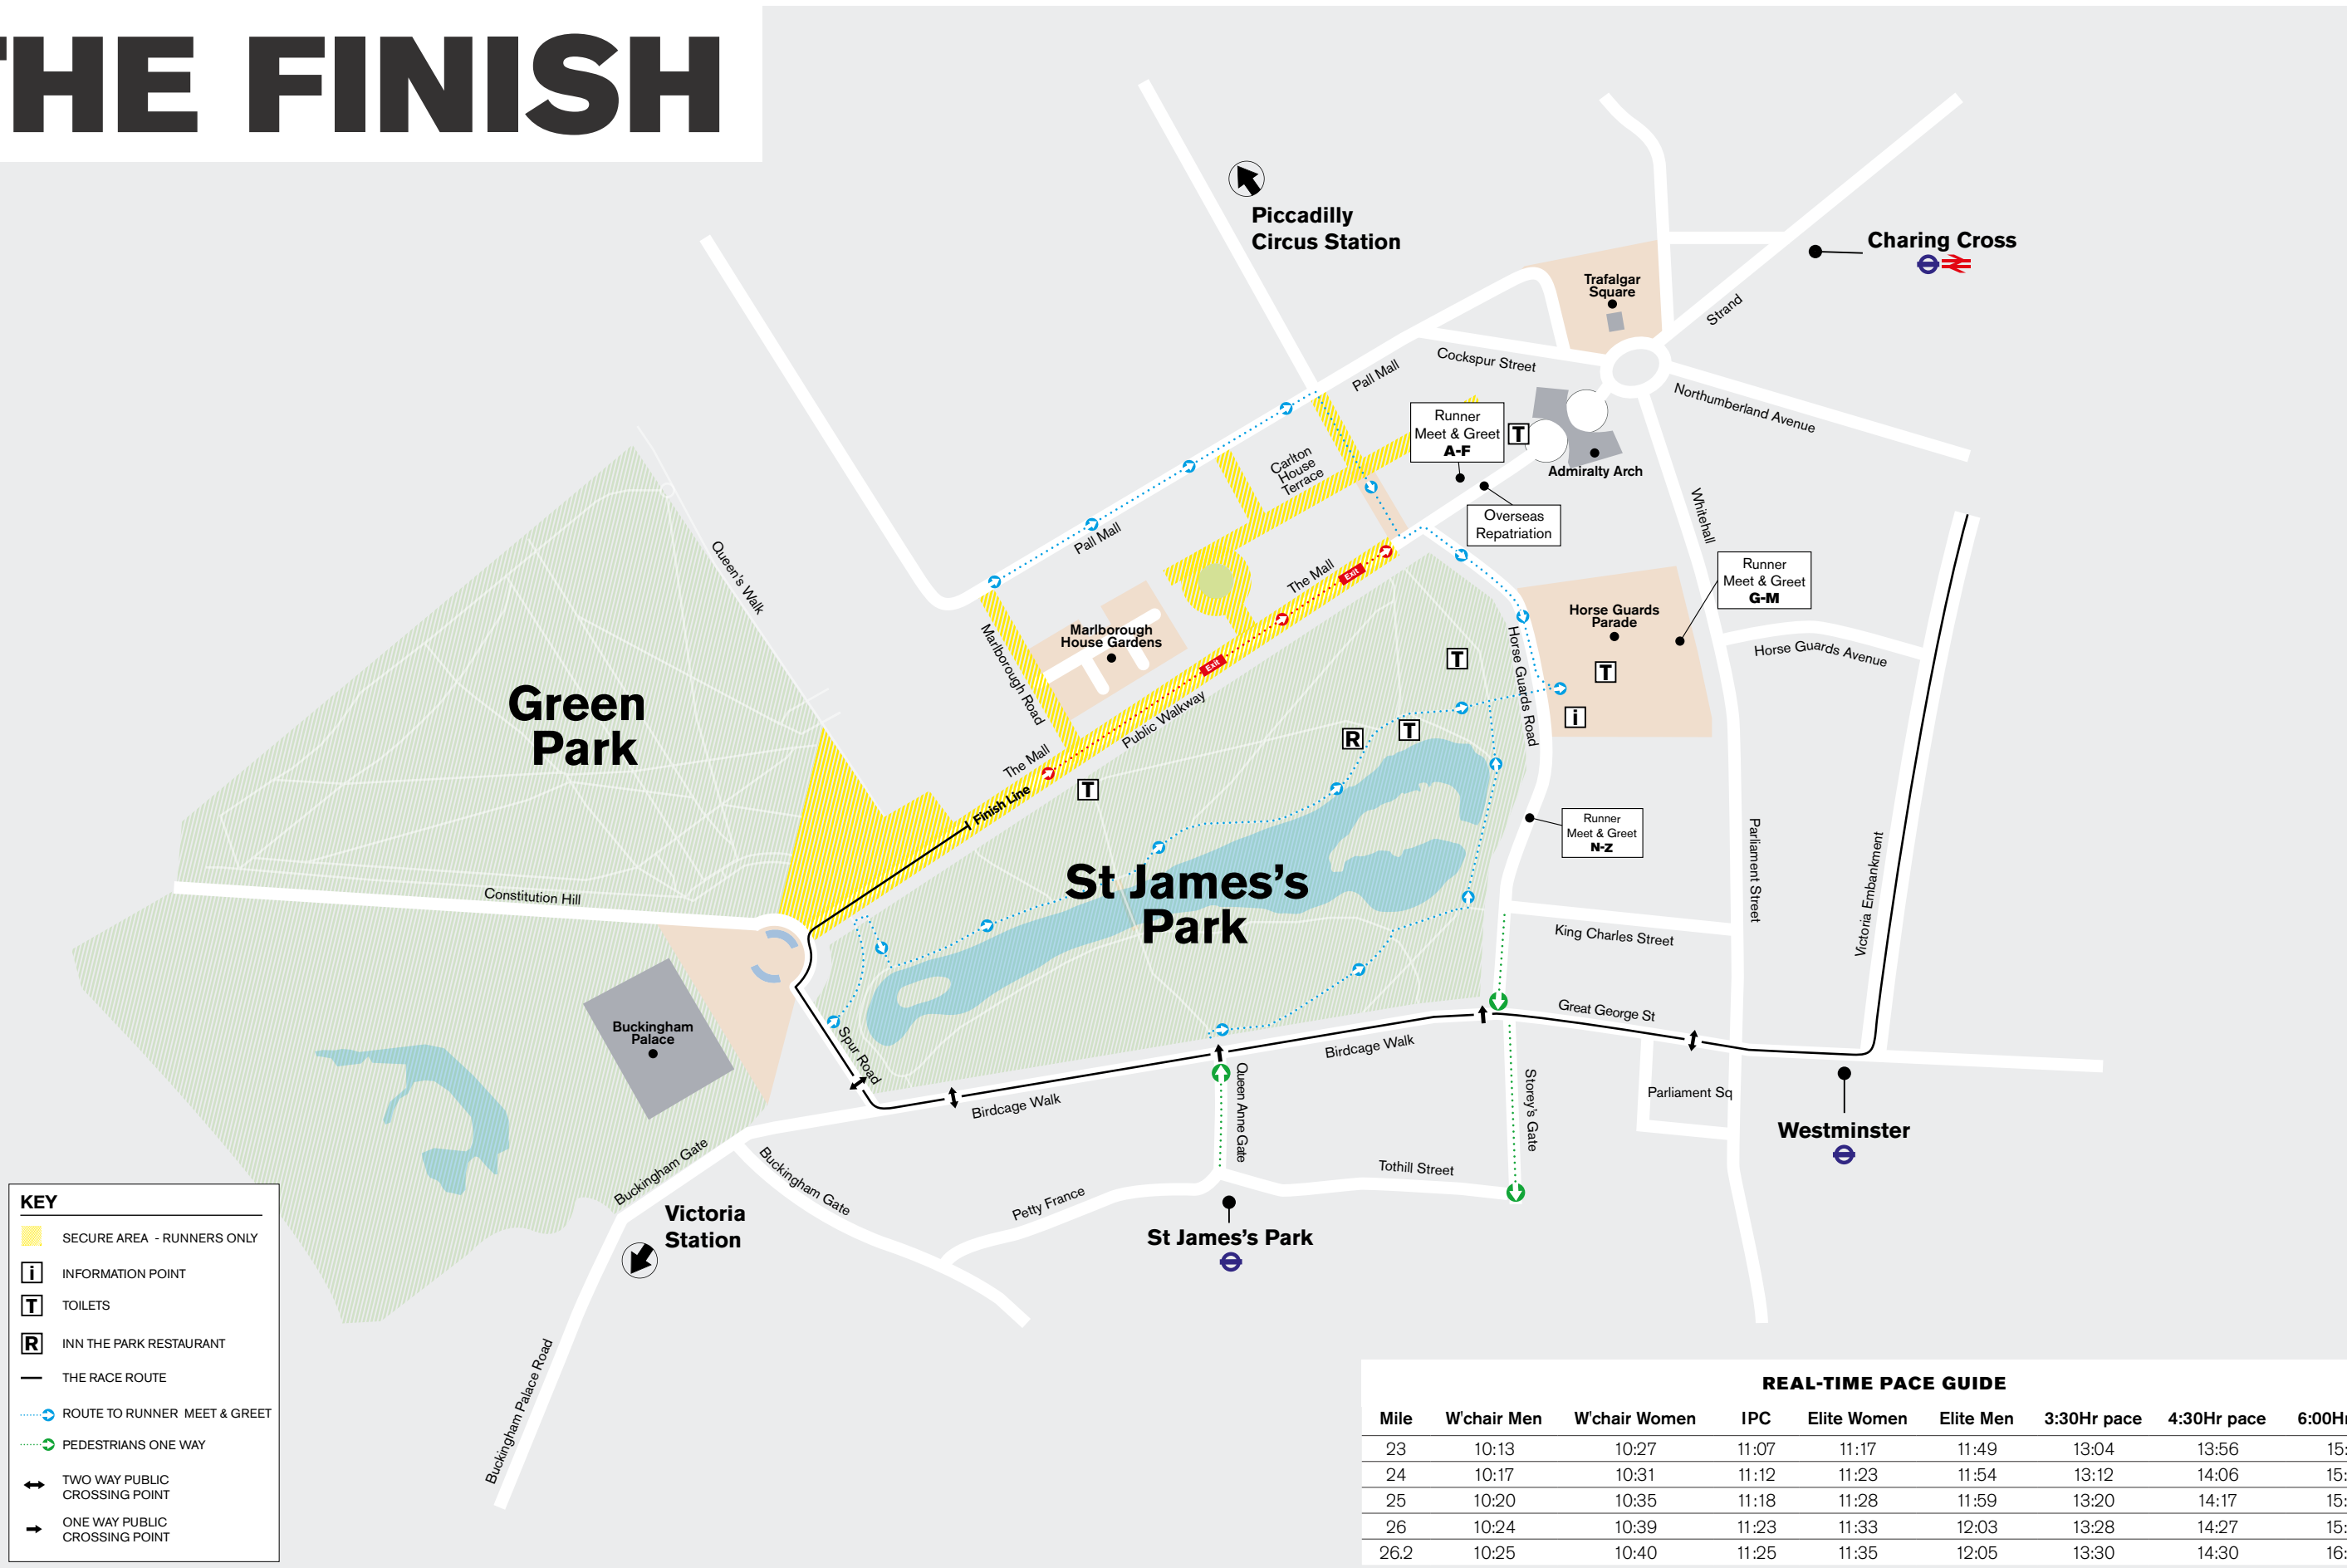 THE FINISH
Piccadilly
Circus Station
Charing Cross
Trafalgar
Square
Strand
Cockspur Street
Pall Mall
Northumberland Avenue
Runner
Meet & Greet
A-F
T
Admiralty Arch
Carlton
House
Terrace
Overseas
Repatriation
Whitehall
Pall Mall
Queen's Walk
The Mall
Exit
Runner
Meet & Greet
G-M
Horse Guards
Parade
Marlborough
House Gardens
Horse Guards Avenue
Marlborough Road
Exit
T
T
Horse Guards Road
Green
Park
Public Walkway
i
R
T
The Mall
T
Finish Line
Runner
Meet & Greet
N-Z
Parliament Street
Victoria Embankment
St James's
Park
Constitution Hill
King Charles Street
Great George St
Buckingham
Palace
Spur Road
Birdcage Walk
Birdcage Walk
Queen Anne Gate
Storey's Gate
Parliament Sq
Westminster
Buckingham Gate
Buckingham Gate
Tothill Street
Petty France
Victoria
Station
St James's Park
Buckingham Palace Road
KEY
SECURE AREA - RUNNERS ONLY
i INFORMATION POINT
T TOILETS
R INN THE PARK RESTAURANT
THE RACE ROUTE
ROUTE TO RUNNER MEET & GREET
PEDESTRIANS ONE WAY
TWO WAY PUBLIC
CROSSING POINT
ONE WAY PUBLIC
CROSSING POINT
REAL-TIME PACE GUIDE
Mile W'chair Men W'chair Women IPC Elite Women Elite Men 3:30Hr pace 4:30Hr pace 6:00Hr
23 10:13 10:27 11:07 11:17 11:49 13:04 13:56 15:
24 10:17 10:31 11:12 11:23 11:54 13:12 14:06 15:
25 10:20 10:35 11:18 11:28 11:59 13:20 14:17 15:
26 10:24 10:39 11:23 11:33 12:03 13:28 14:27 15:
26.2 10:25 10:40 11:25 11:35 12:05 13:30 14:30 16: